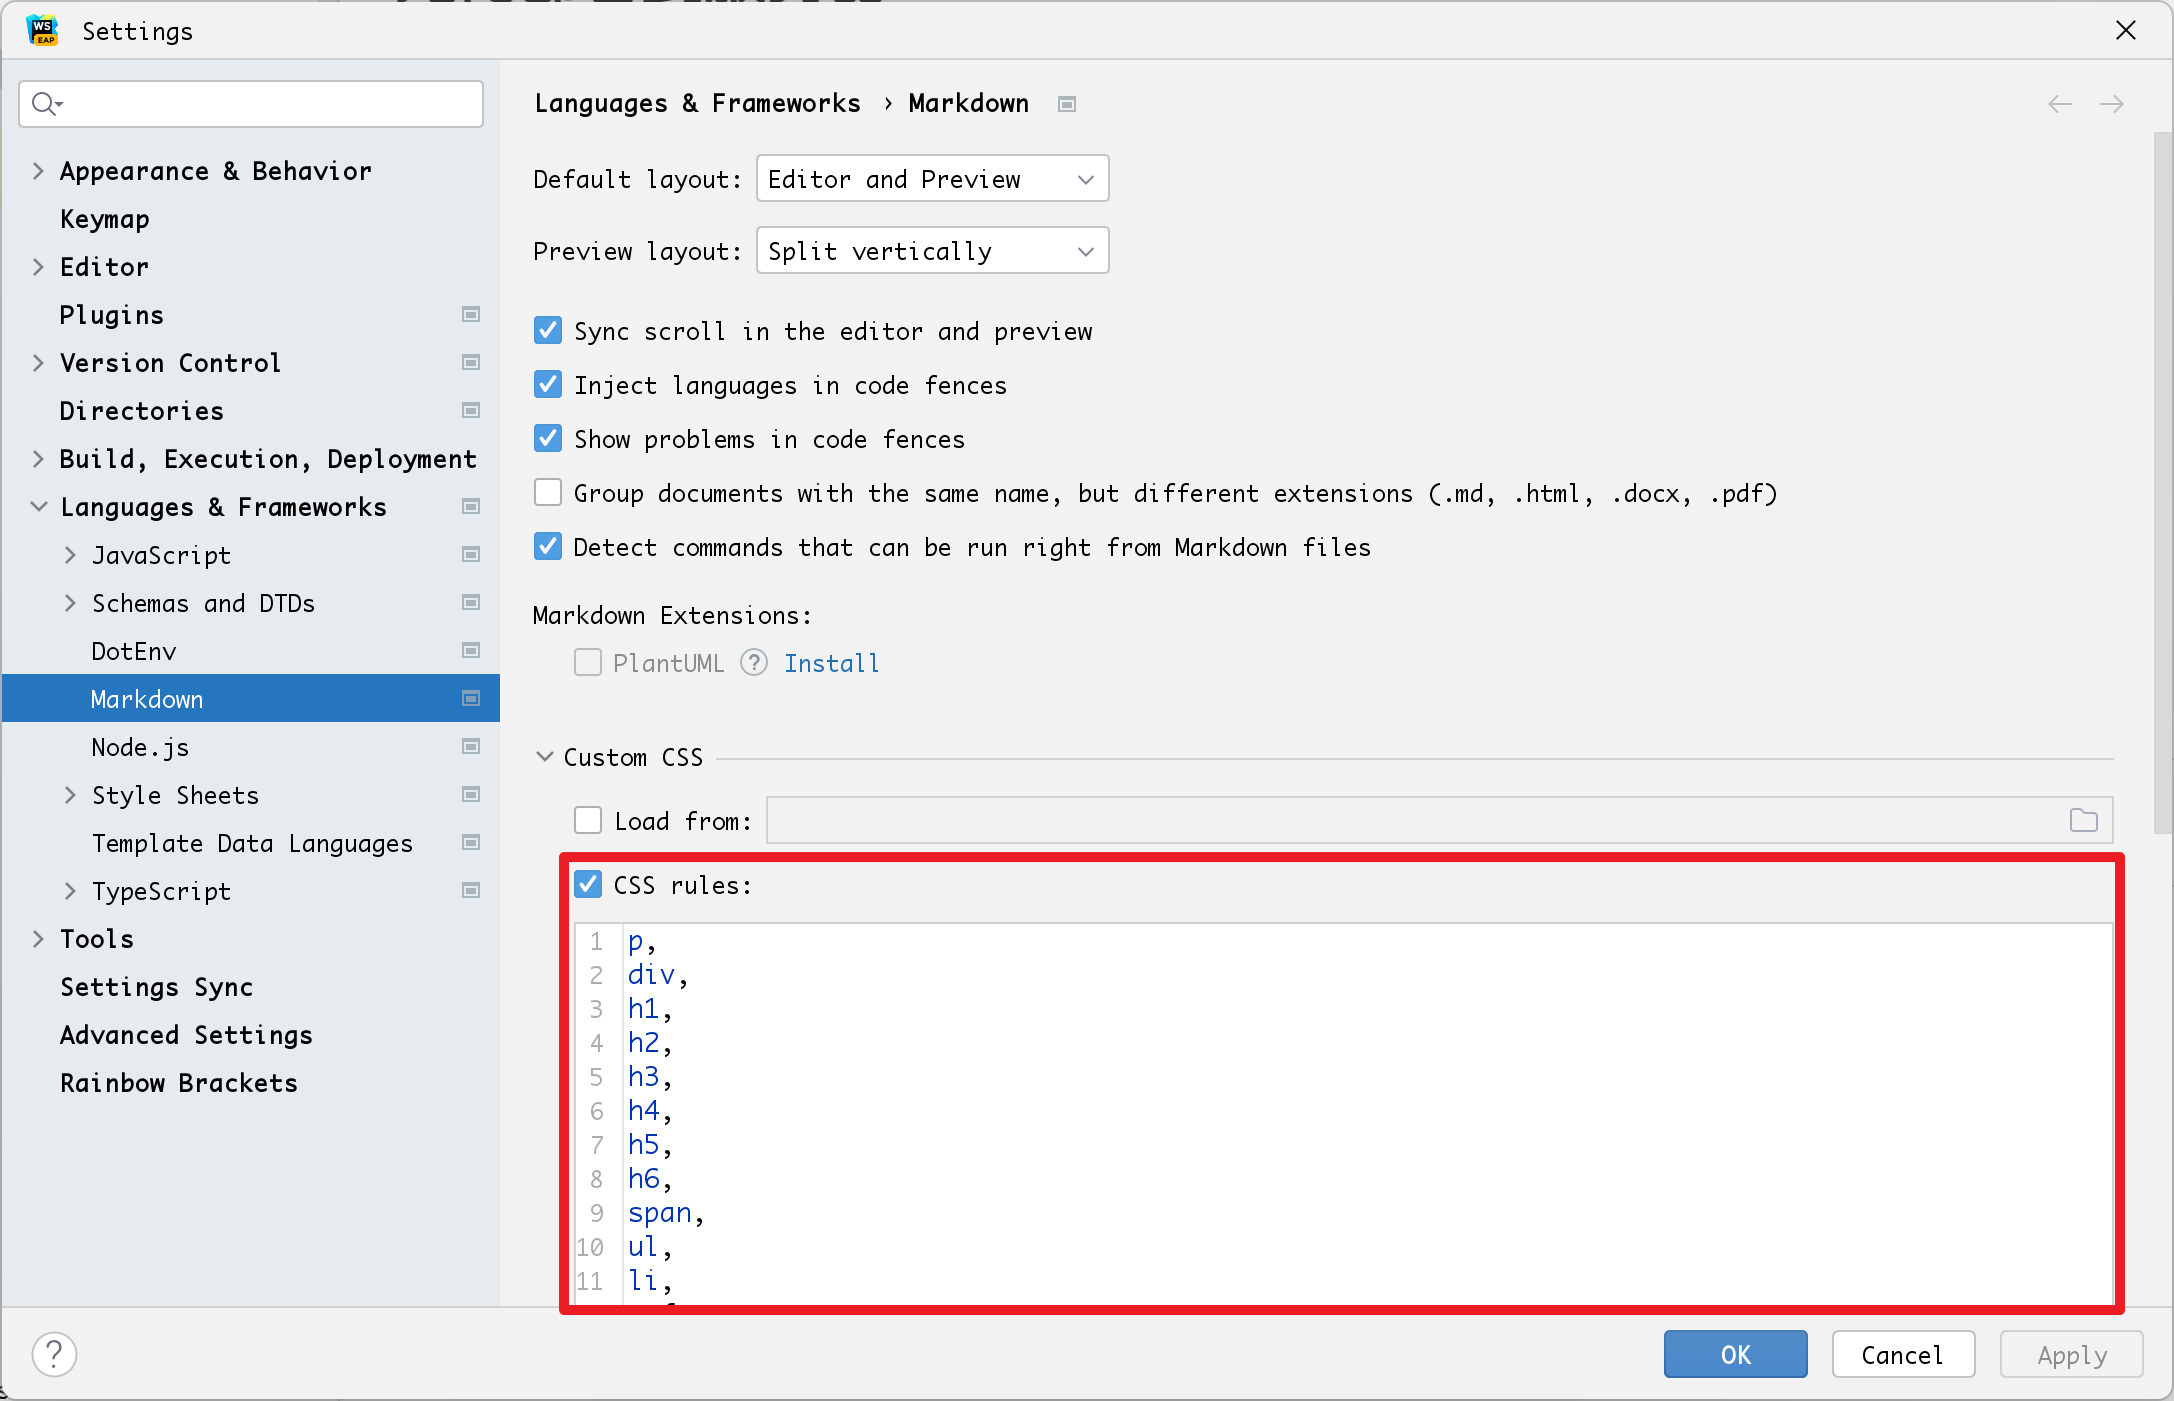 WS
EAP
Settings
Appearance & Behavior
Keymap
Editor
Plugins
Version Control
Directories
Build, Execution, Deployment
Languages & Frameworks
JavaScript
Schemas and DTDs
DotEnv
Markdown
Node.js
Style Sheets
Template Data Languages
TypeScript
Tools
Settings Sync
Advanced Settings
Rainbow Brackets
Languages & Frameworks › Markdown
Default layout: Editor and Preview
Preview layout: Split vertically
Sync scroll in the editor and preview
Inject languages in code fences
Show problems in code fences
Group documents with the same name, but different extensions (.md, .html, .docx, .pdf)
Detect commands that can be run right from Markdown files
Markdown Extensions:
PlantUML ? Install
Custom CSS
Load from:
CSS rules:
1 p,
2 div,
3 h1,
4 h2,
5 h3,
6 h4,
7 h5,
8 h6,
9 span,
10 ul,
11 li,
?
OK
Cancel
Apply